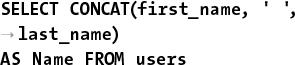 SELECT CONCAT(first_name, ' ',
→last_name)
AS Name FROM users